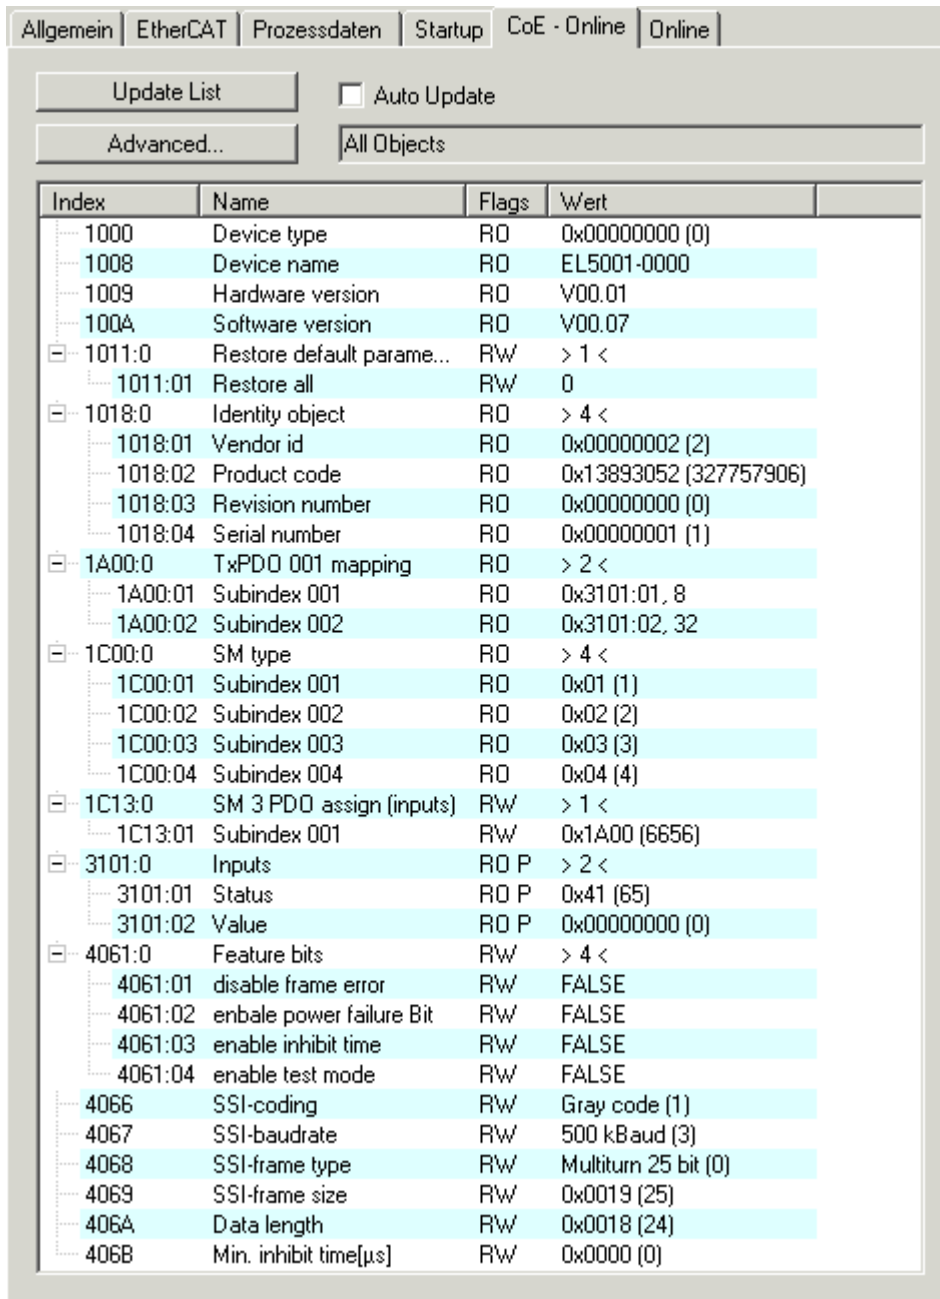 Allgemein EtherCAT Prozessdaten Startup CoE - Online Online
Update List Auto Update
Advanced... All Objects
Index Name Flags Wert
1000 Device type RO 0x00000000 (0)
1008 Device name RO EL5001-0000
1009 Hardware version RO V00.01
100A Software version RO V00.07
1011:0 Restore default parame... RW > 1 <
1011:01 Restore all RW 0
1018:0 Identity object RO > 4 <
1018:01 Vendor id RO 0x00000002 (2)
1018:02 Product code RO 0x13893052 (327757906)
1018:03 Revision number RO 0x00000000 (0)
1018:04 Serial number RO 0x00000001 (1)
1A00:0 TxPDO 001 mapping RO > 2 <
1A00:01 Subindex 001 RO 0x3101:01, 8
1A00:02 Subindex 002 RO 0x3101:02, 32
1C00:0 SM type RO > 4 <
1C00:01 Subindex 001 RO 0x01 (1)
1C00:02 Subindex 002 RO 0x02 (2)
1C00:03 Subindex 003 RO 0x03 (3)
1C00:04 Subindex 004 RO 0x04 (4)
1C13:0 SM 3 PDO assign (inputs) RW > 1 <
1C13:01 Subindex 001 RW 0x1A00 (6656)
3101:0 Inputs RO P > 2 <
3101:01 Status RO P 0x41 (65)
3101:02 Value RO P 0x00000000 (0)
4061:0 Feature bits RW > 4 <
4061:01 disable frame error RW FALSE
4061:02 enbale power failure Bit RW FALSE
4061:03 enable inhibit time RW FALSE
4061:04 enable test mode RW FALSE
4066 SSI-coding RW Gray code (1)
4067 SSI-baudrate RW 500 kBaud (3)
4068 SSI-frame type RW Multiturn 25 bit (0)
4069 SSI-frame size RW 0x0019 (25)
406A Data length RW 0x0018 (24)
406B Min. inhibit time[µs] RW 0x0000 (0)